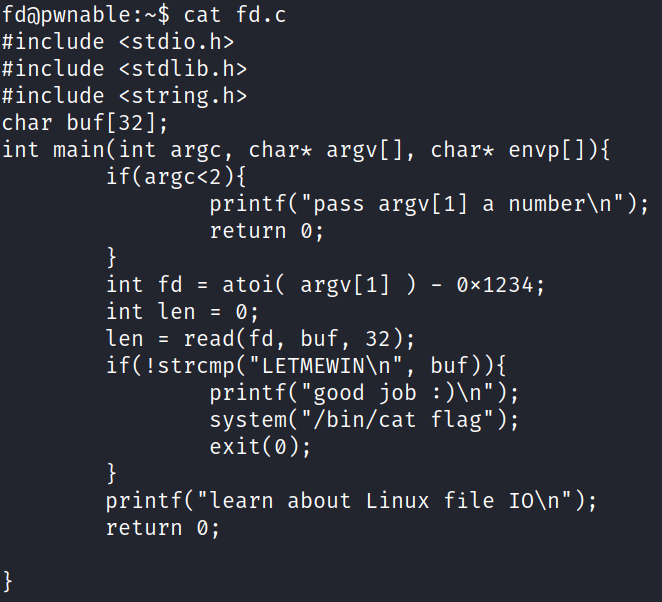 fd@pwnable:~$ cat fd.c
#include <stdio.h>
#include <stdlib.h>
#include <string.h>
char buf[32];
int main(int argc, char* argv[], char* envp[]){
        if(argc<2){
                printf("pass argv[1] a number\n");
                return 0;
        }
        int fd = atoi( argv[1] ) - 0x1234;
        int len = 0;
        len = read(fd, buf, 32);
        if(!strcmp("LETMEWIN\n", buf)){
                printf("good job :)\n");
                system("/bin/cat flag");
                exit(0);
        }
        printf("learn about Linux file IO\n");
        return 0;

}